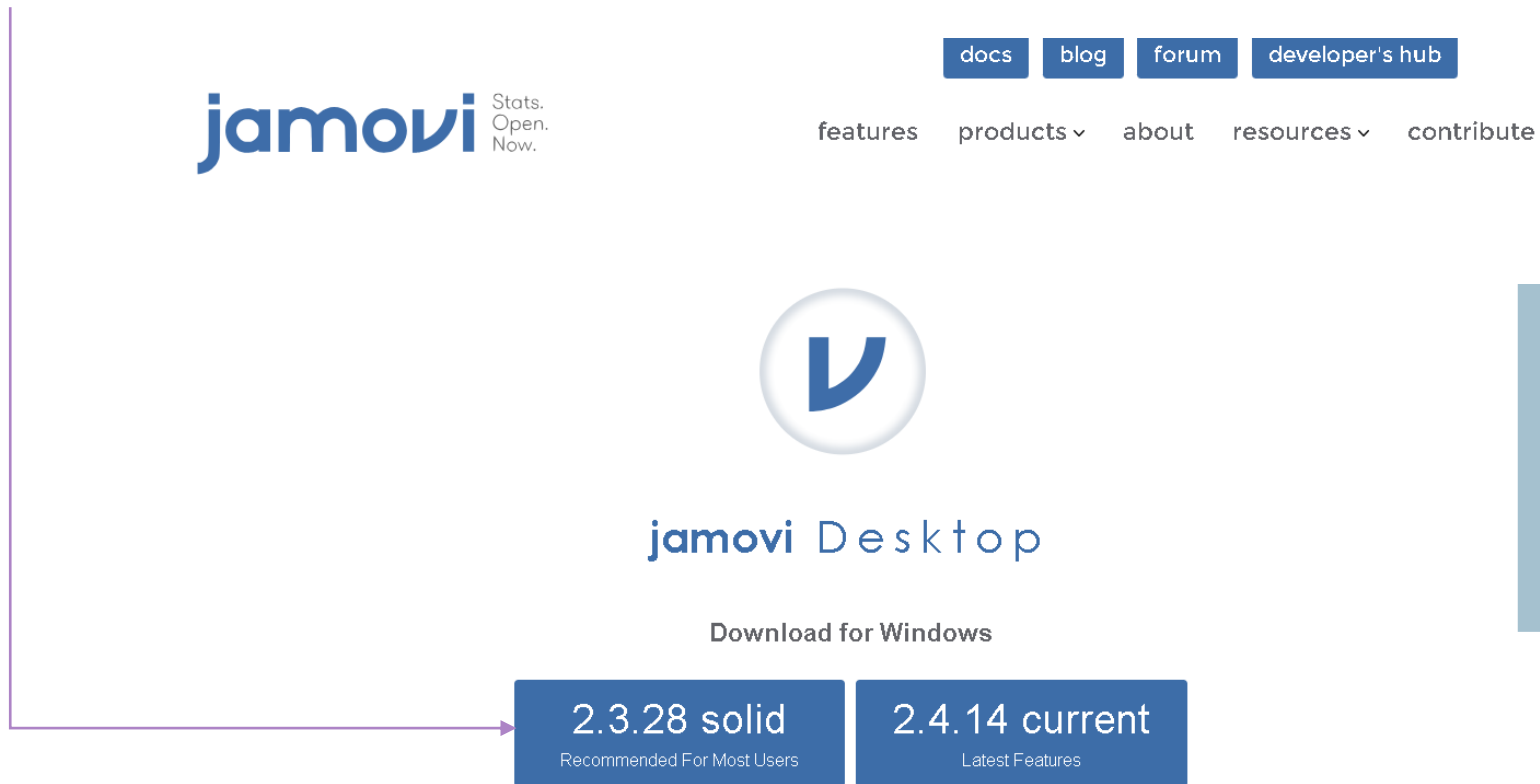 docs blog forum developer's hub
jamovi
Stats.
Open.
Now.
features products about resources contribute
jamovi Desktop
Download for Windows
2.3.28 solid
Recommended For Most Users
2.4.14 current
Latest Features